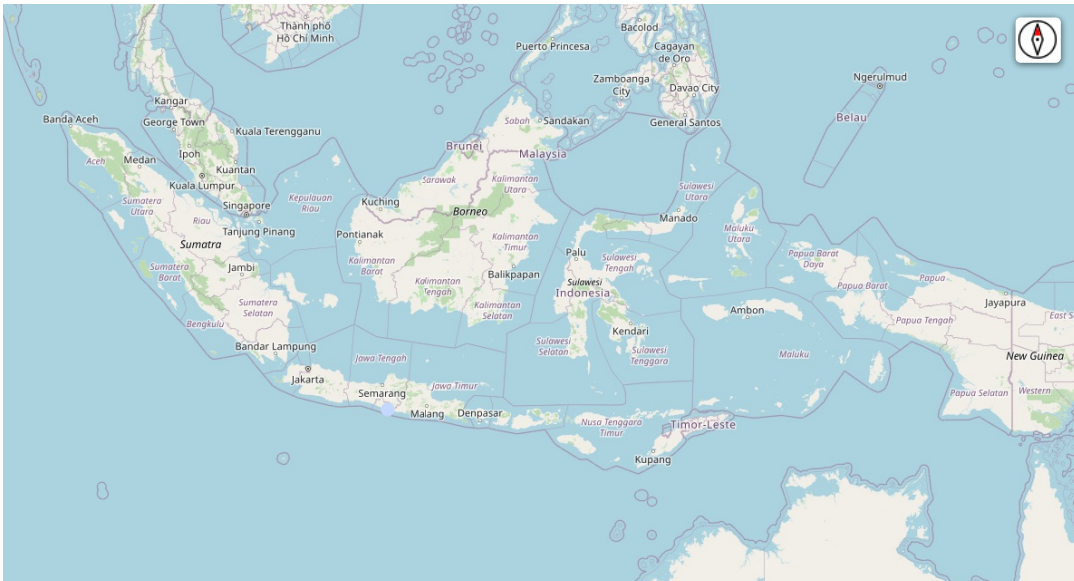 Thành phố
Hồ Chí Minh
Bacolod
Puerto Princesa
Cagayan
de Oro
Zamboanga
City
Davao City
Ngerulmud
Kangar
Banda Aceh
George Town
Kuala Terengganu
Sabah
Sandakan
General Santos
Belau
Ipoh
Brunei
Malaysia
Aceh
Medan
Kuantan
Kuala Lumpur
Sarawak
Kalimantan
Utara
Sulawesi
Utara
Sumatera
Utara
Riau
Singapore
Kepulauan
Riau
Kuching
Borneo
Manado
Maluku
Utara
Tanjung Pinang
Pontianak
Sumatra
Kalimantan
Timur
Palu
Papua Barat
Daya
Sumatera
Barat
Jambi
Kalimantan
Barat
Balikpapan
Sulawesi
Tengah
Papua
Papua Barat
Kalimantan
Tengah
Sulawesi
Indonesia
Sumatera
Selatan
Kalimantan
Selatan
Jayapura
Ambon
Bengkulu
Papua Tengah
East S
Kendari
Bandar Lampung
Sulawesi
Selatan
Sulawesi
Tenggara
Maluku
New Guinea
Jawa Tengah
Jakarta
Jawa Timur
Semarang
Papua Selatan
Western
Malang
Denpasar
Nusa Tenggara
Timur
Timor-Leste
Kupang